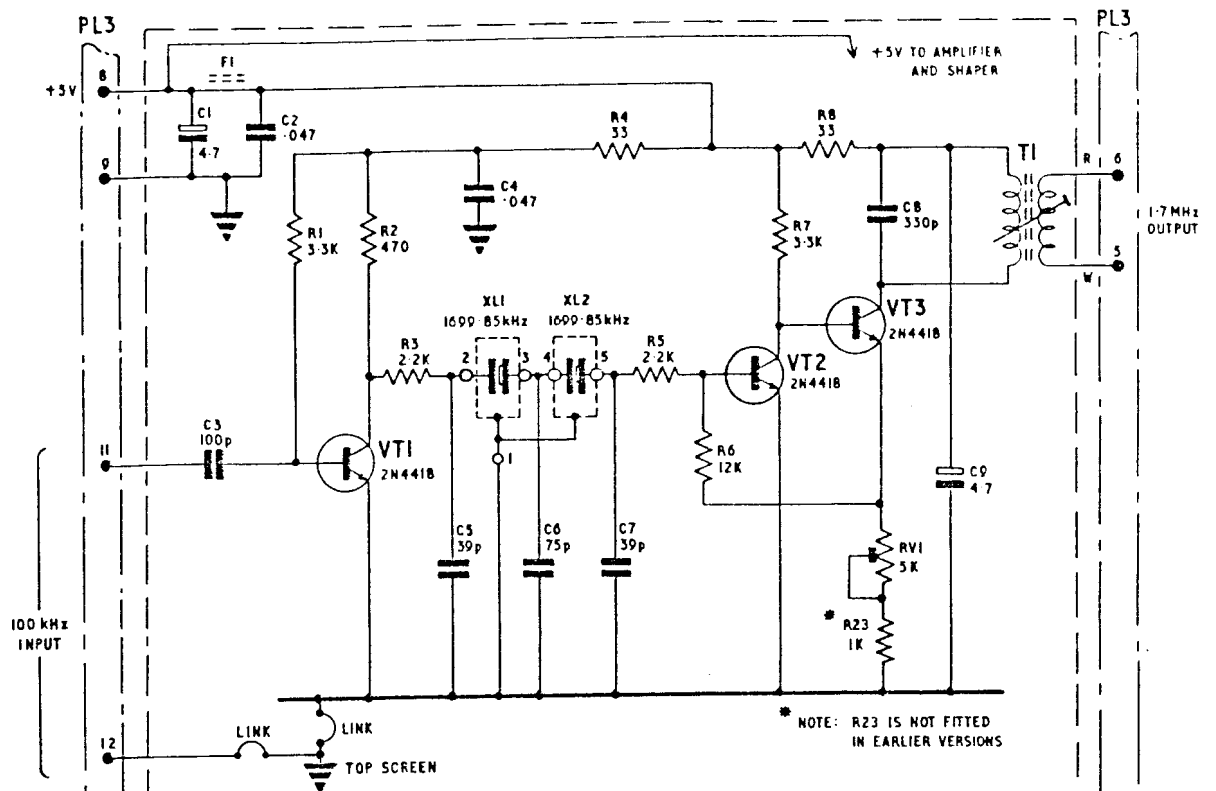 PL3
PL3
8
+5V
F1
+5V TO AMPLIFIER
AND SHAPER
C1
4·7
C2
·047
9
R4
33
R8
33
T1
R
6
C4
·047
R1
3.3K
R2
470
R7
3·3K
C8
330p
1·7MHz
OUTPUT
5
W
XL1
1699·85kHz
XL2
1699·85kHz
VT3
2N4418
R3
2·2K
2
3
4
5
R5
2·2K
VT2
2N4418
C3
100p
11
VT1
2N4418
1
R6
12K
C9
4·7
C5
39p
C6
75p
C7
39p
RV1
5K
100 kHz
INPUT
*
R23
1K
12
LINK
LINK
TOP SCREEN
* NOTE: R23 IS NOT FITTED
IN EARLIER VERSIONS